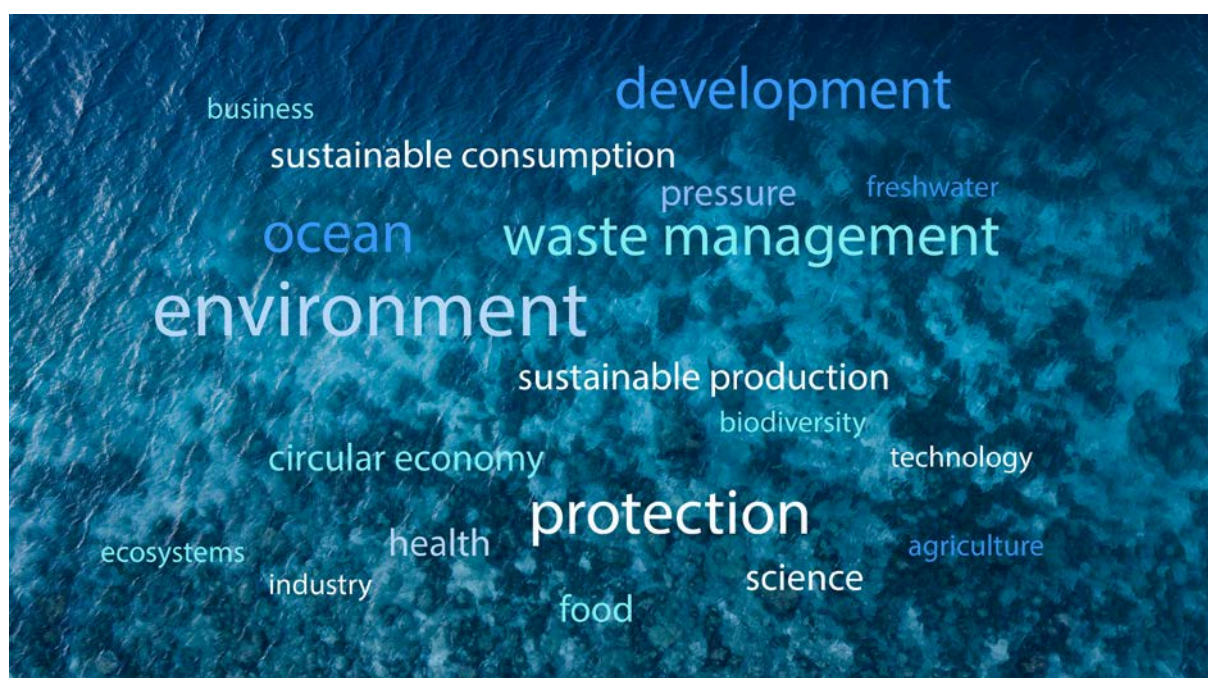 development
business
sustainable consumption
pressure
freshwater
ocean
waste management
environment
sustainable production
biodiversity
circular economy
technology
protection
health
ecosystems
agriculture
industry
science
food